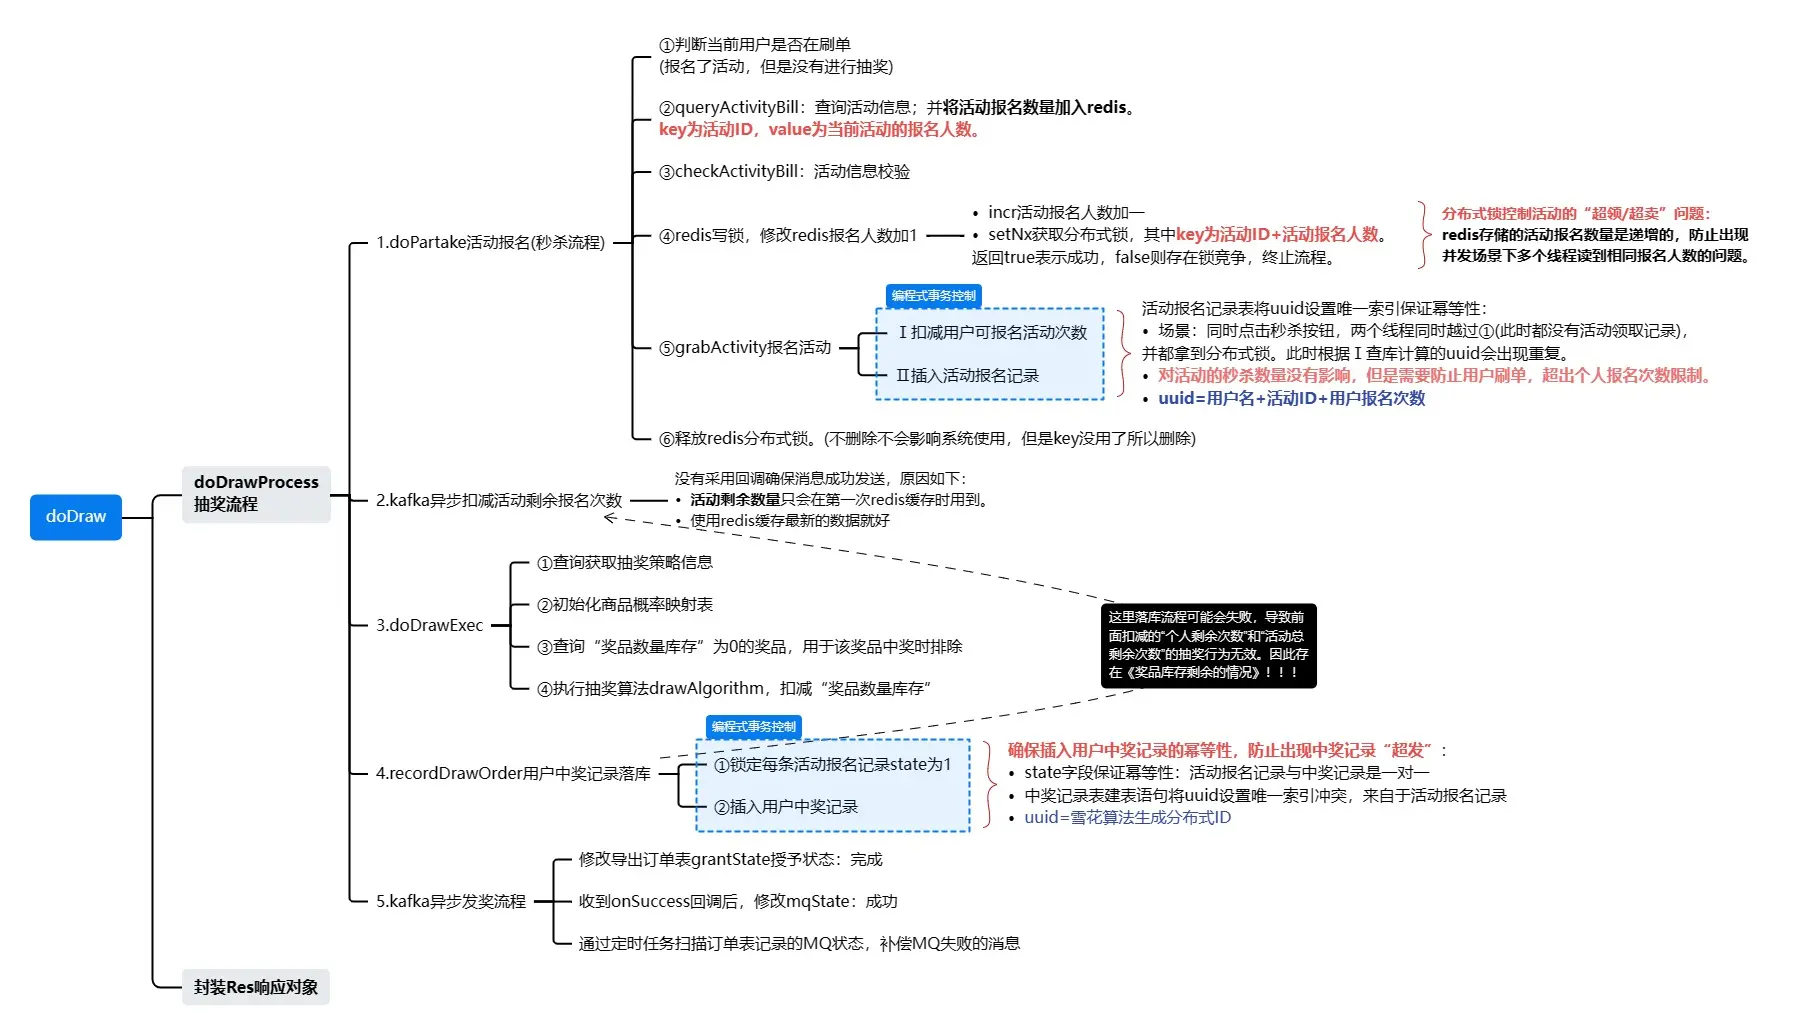 doDraw
doDrawProcess
抽奖流程
1.doPartake活动报名(秒杀流程)
①判断当前用户是否在刷单
(报名了活动，但是没有进行抽奖)
②queryActivityBill：查询活动信息；并将活动报名数量加入redis。
key为活动ID，value为当前活动的报名人数。
③checkActivityBill：活动信息校验
④redis写锁，修改redis报名人数加1
• incr活动报名人数加一
• setNx获取分布式锁，其中key为活动ID+活动报名人数。
返回true表示成功，false则存在锁竞争，终止流程。
分布式锁控制活动的“超领/超卖”问题：
redis存储的活动报名数量是递增的，防止出现
并发场景下多个线程读到相同报名人数的问题。
⑤grabActivity报名活动
编程式事务控制
Ⅰ扣减用户可报名活动次数
Ⅱ插入活动报名记录
活动报名记录表将uuid设置唯一索引保证幂等性：
• 场景：同时点击秒杀按钮，两个线程同时越过①(此时都没有活动领取记录)，
并都拿到分布式锁。此时根据Ⅰ查库计算的uuid会出现重复。
• 对活动的秒杀数量没有影响，但是需要防止用户刷单，超出个人报名次数限制。
• uuid=用户名+活动ID+用户报名次数
⑥释放redis分布式锁。(不删除不会影响系统使用，但是key没用了所以删除)
2.kafka异步扣减活动剩余报名次数
没有采用回调确保消息成功发送，原因如下：
• 活动剩余数量只会在第一次redis缓存时用到。
• 使用redis缓存最新的数据就好
3.doDrawExec
①查询获取抽奖策略信息
②初始化商品概率映射表
③查询“奖品数量库存”为0的奖品，用于该奖品中奖时排除
④执行抽奖算法drawAlgorithm，扣减“奖品数量库存”
这里落库流程可能会失败，导致前
面扣减的“个人剩余次数”和“活动总
剩余次数”的抽奖行为无效。因此存
在《奖品库存剩余的情况》！！！
4.recordDrawOrder用户中奖记录落库
编程式事务控制
①锁定每条活动报名记录state为1
②插入用户中奖记录
确保插入用户中奖记录的幂等性，防止出现中奖记录“超发”：
• state字段保证幂等性：活动报名记录与中奖记录是一对一
• 中奖记录表建表语句将uuid设置唯一索引冲突，来自于活动报名记录
• uuid=雪花算法生成分布式ID
5.kafka异步发奖流程
修改导出订单表grantState授予状态：完成
收到onSuccess回调后，修改mqState：成功
通过定时任务扫描订单表记录的MQ状态，补偿MQ失败的消息
封装Res响应对象